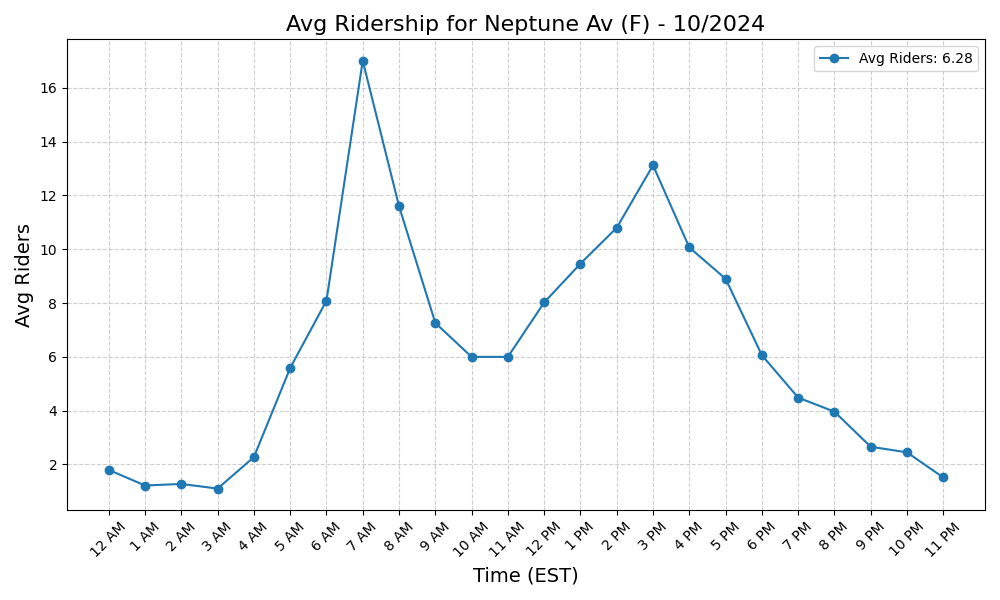 Avg Ridership for Neptune Av (F) - 10/2024
Avg Riders: 6.28
Avg Riders
16
14
12
10
8
6
4
2
12 AM
1 AM
2 AM
3 AM
4 AM
5 AM
6 AM
7 AM
8 AM
9 AM
10 AM
11 AM
12 PM
1 PM
2 PM
3 PM
4 PM
5 PM
6 PM
7 PM
8 PM
9 PM
10 PM
11 PM
Time (EST)